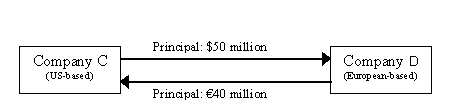 Principal: $50 million
Company C
(US-based)
Company D
(European-based)
Principal: €40 million